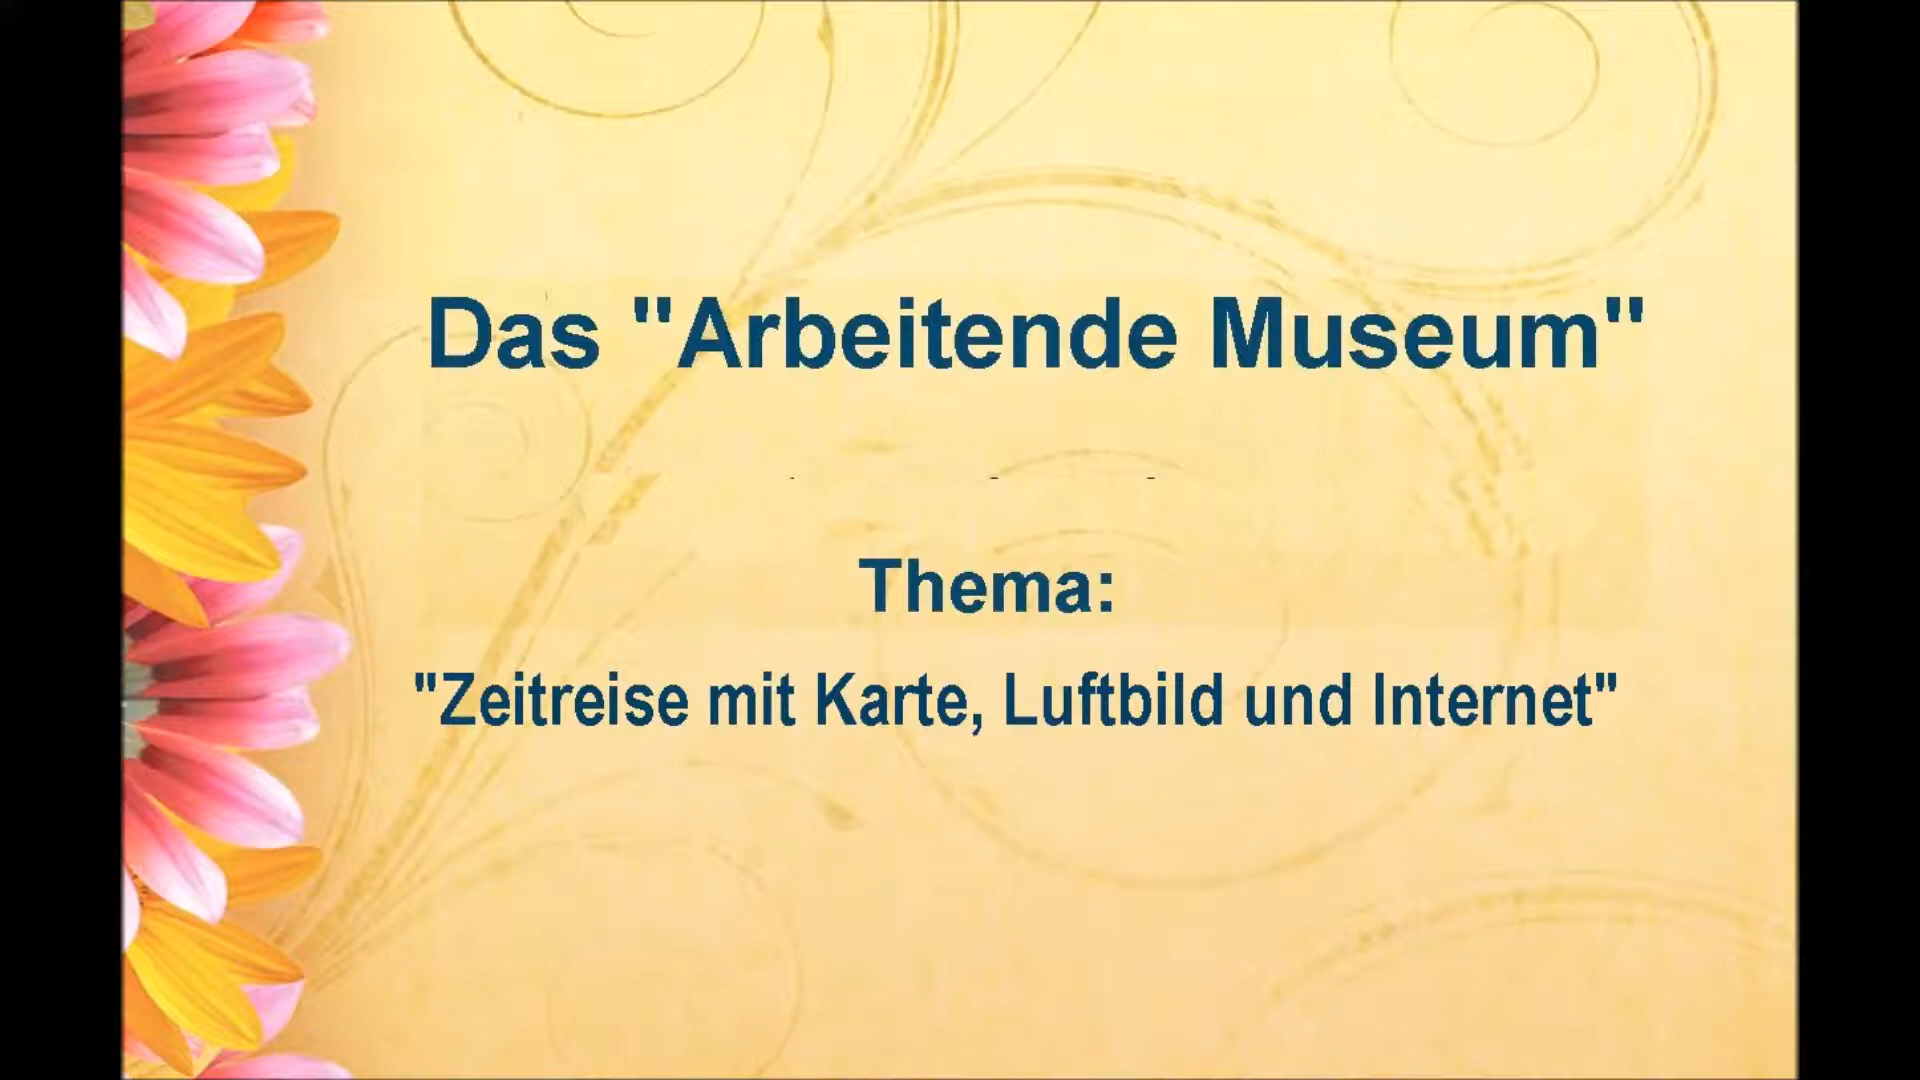 Das "Arbeitende Museum"
Thema:
"Zeitreise mit Karte, Luftbild und Internet"